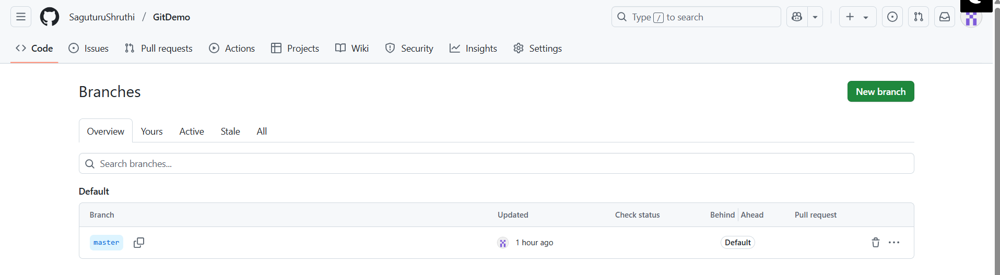 SaguturuShruthi / GitDemo
Type / to search
Code Issues Pull requests Actions Projects Wiki Security Insights Settings
Branches
New branch
Overview Yours Active Stale All
Search branches...
Default
Branch Updated Check status Behind Ahead Pull request
master 1 hour ago Default